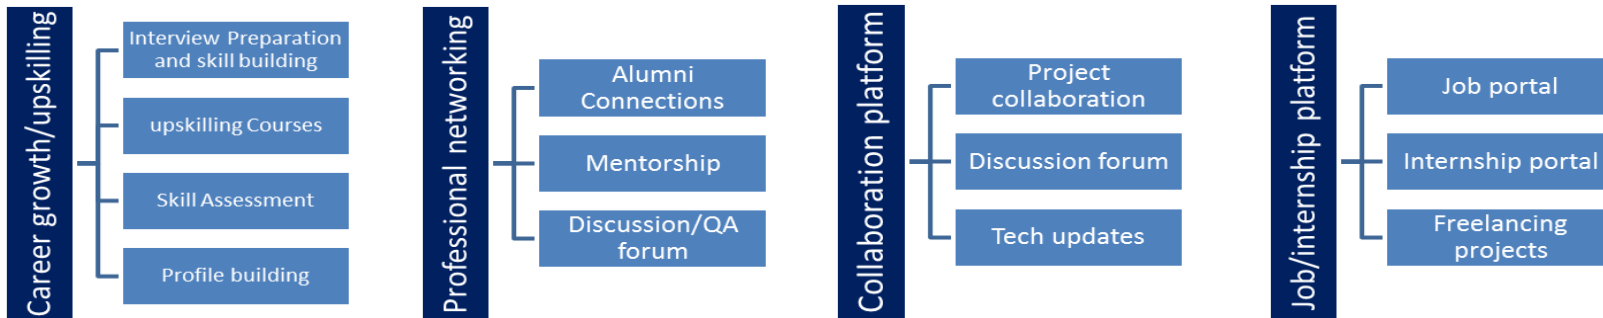 Career growth/upskilling
Interview Preparation
and skill building
upskilling Courses
Skill Assessment
Profile building
Professional networking
Alumni
Connections
Mentorship
Discussion/QA
forum
Collaboration platform
Project
collaboration
Discussion forum
Tech updates
Job/internship platform
Job portal
Internship portal
Freelancing
projects